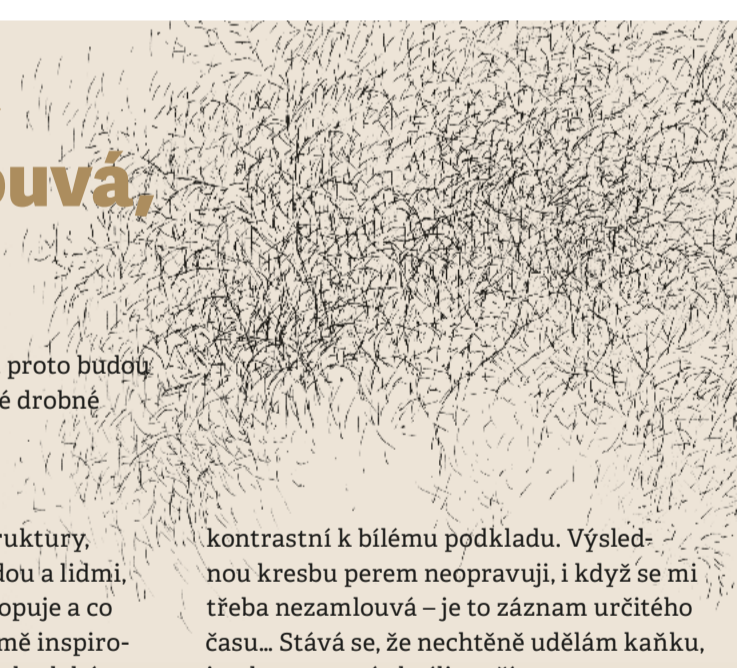 ouvá,
proto budou
é drobné
ruktury,
dou a lidmi,
opuje a co
mě inspiro-
kontrastní k bílému podkladu. Výsled-
nou kresbu perem neopravuji, i když se mi
třeba nezamlouvá – je to záznam určitého
času… Stává se, že nechtěně udělám kaňku,